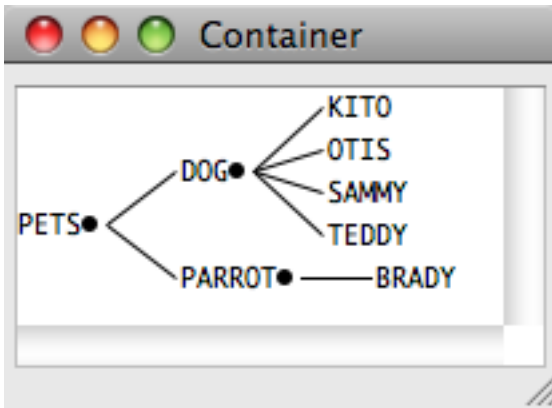 Container
KITO
OTIS
DOG
SAMMY
PETS
TEDDY
PARROT BRADY